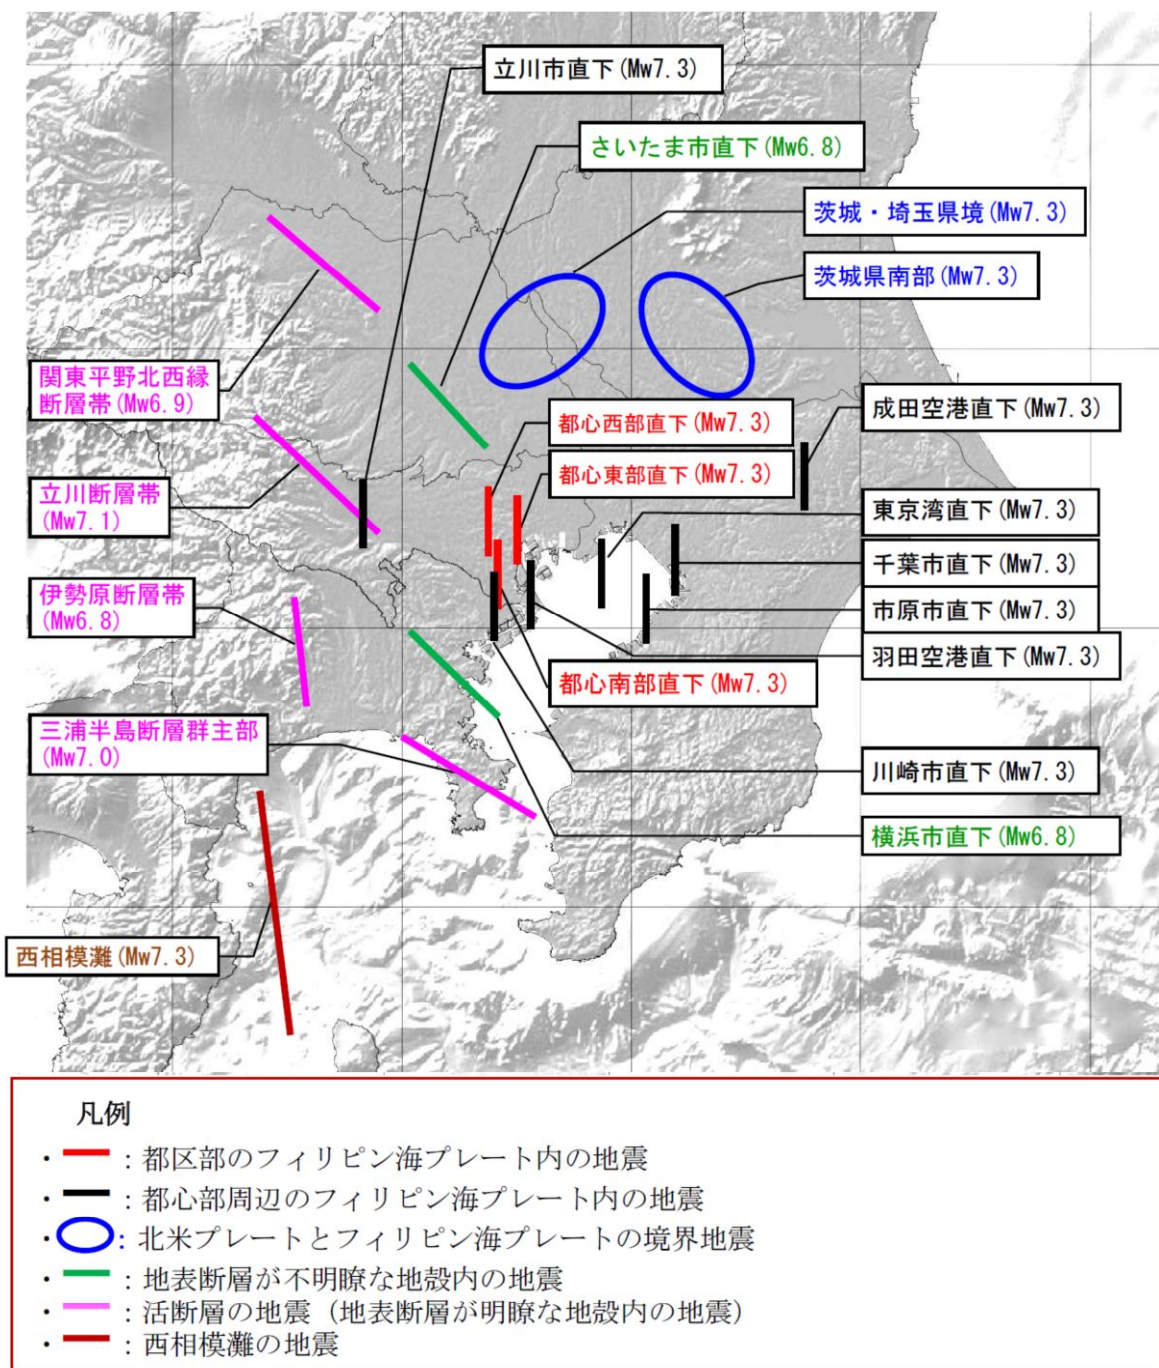 立川市直下(Mw7.3)
さいたま市直下(Mw6.8)
茨城・埼玉県境(Mw7.3)
茨城県南部(Mw7.3)
関東平野北西縁
断層帯(Mw6.9)
都心西部直下(Mw7.3)
成田空港直下(Mw7.3)
都心東部直下(Mw7.3)
立川断層帯
(Mw7.1)
東京湾直下(Mw7.3)
千葉市直下(Mw7.3)
伊勢原断層帯
(Mw6.8)
市原市直下(Mw7.3)
羽田空港直下(Mw7.3)
都心南部直下(Mw7.3)
三浦半島断層群主部
(Mw7.0)
川崎市直下(Mw7.3)
横浜市直下(Mw6.8)
西相模灘(Mw7.3)
凡例
・ : 都区部のフィリピン海プレート内の地震
・ : 都心部周辺のフィリピン海プレート内の地震
・ : 北米プレートとフィリピン海プレートの境界地震
・ : 地表断層が不明瞭な地殻内の地震
・ : 活断層の地震（地表断層が明瞭な地殻内の地震）
・ : 西相模灘の地震